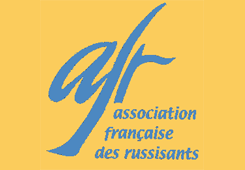 afr
association
française
des russisants